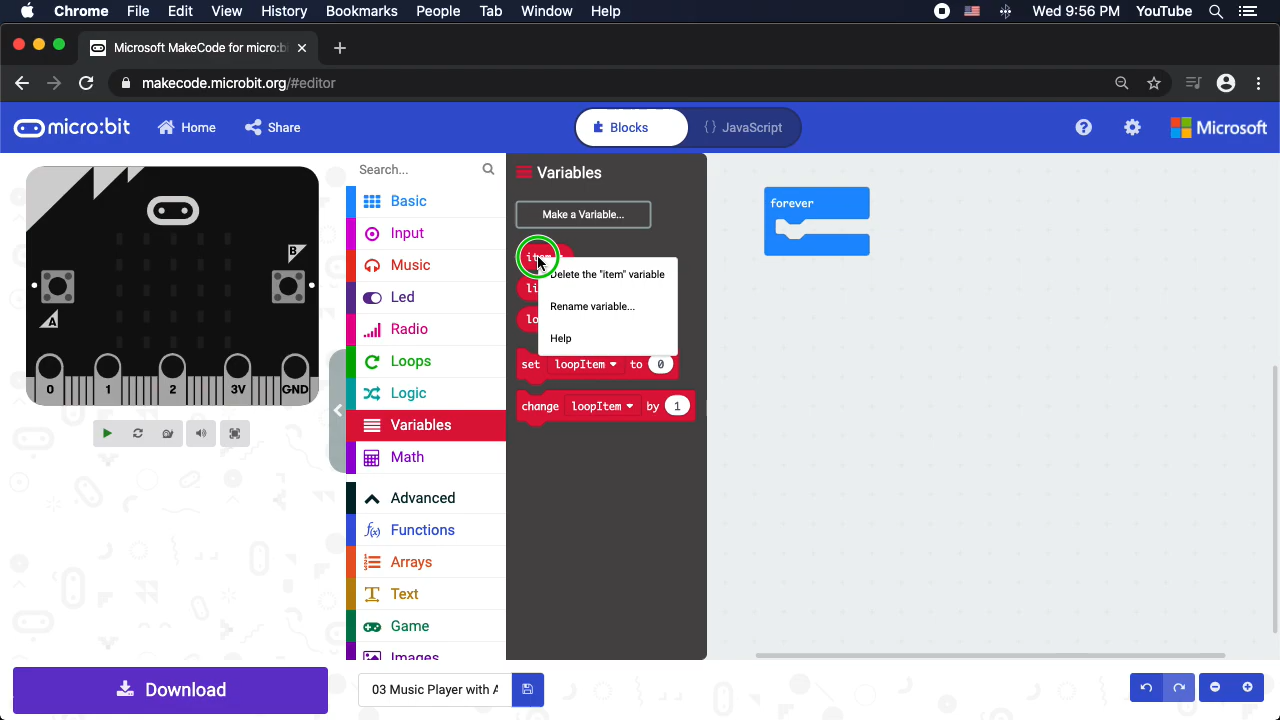 Chrome File Edit View History Bookmarks People Tab Window Help Wed 9:56 PM YouTube
Microsoft MakeCode for micro:bi
makecode.microbit.org/#editor
micro:bit Home Share Blocks {} JavaScript Microsoft
Search... Variables
Make a Variable...
Basic
Input
Music
Led
Radio
Loops
Logic
Variables
Math
Advanced
Functions
Arrays
Text
Game
Images
Delete the "item" variable
Rename variable...
Help
set loopItem to 0
change loopItem by 1
forever
B
A
0 1 2 3V GND
Download
03 Music Player with A